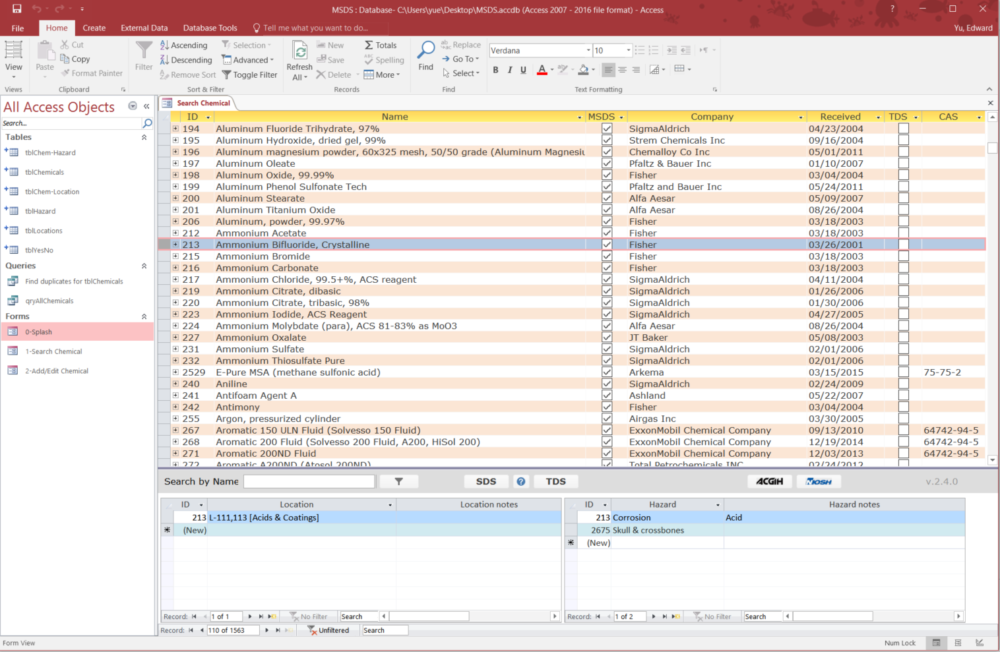 MSDS : Database- C:\Users\yue\Desktop\MSDS.accdb (Access 2007 - 2016 file format) - Access
?
File Home Create External Data Database Tools Tell me what you want to do... Yu, Edward
View
Views
Paste
Cut
Copy
Format Painter
Clipboard
Filter
Ascending
Descending
Remove Sort
Selection
Advanced
Toggle Filter
Sort & Filter
Refresh
All
New
Save
Delete
Totals
Spelling
More
Records
Find
Replace
Go To
Select
Find
Verdana 10
B I U A
Text Formatting
All Access Objects
Search...
Tables
tblChem-Hazard
tblChemicals
tblChem-Location
tblHazard
tblLocations
tblYesNo
Queries
Find duplicates for tblChemicals
qryAllChemicals
Forms
0-Splash
1-Search Chemical
2-Add/Edit Chemical
Search Chemical
ID Name MSDS Company Received TDS CAS
194 Aluminum Fluoride Trihydrate, 97% SigmaAldrich 04/23/2004
195 Aluminum Hydroxide, dried gel, 99% Strem Chemicals Inc 09/16/2004
196 Aluminum magnesium powder, 60x325 mesh, 50/50 grade (Aluminum Magnesiu Chemalloy Co Inc 05/01/2011
197 Aluminum Oleate Pfaltz & Bauer Inc 01/10/2007
198 Aluminum Oxide, 99.99% Fisher 03/04/2004
199 Aluminum Phenol Sulfonate Tech Pfaltz and Bauer Inc 05/24/2011
200 Aluminum Stearate Alfa Aesar 05/09/2007
201 Aluminum Titanium Oxide Alfa Aesar 08/26/2004
206 Aluminum, powder, 99.97% Fisher 03/18/2003
212 Ammonium Acetate Fisher 03/18/2003
213 Ammonium Bifluoride, Crystalline Fisher 03/26/2001
215 Ammonium Bromide Fisher 03/18/2003
216 Ammonium Carbonate Fisher 03/18/2003
217 Ammonium Chloride, 99.5+%, ACS reagent SigmaAldrich 04/11/2004
219 Ammonium Citrate, dibasic SigmaAldrich 01/26/2006
220 Ammonium Citrate, tribasic, 98% SigmaAldrich 01/30/2006
223 Ammonium Iodide, ACS Reagent SigmaAldrich 04/27/2005
224 Ammonium Molybdate (para), ACS 81-83% as MoO3 Alfa Aesar 08/26/2004
227 Ammonium Oxalate JT Baker 05/08/2003
231 Ammonium Sulfate SigmaAldrich 02/01/2006
232 Ammonium Thiosulfate Pure SigmaAldrich 02/01/2006
2529 E-Pure MSA (methane sulfonic acid) Arkema 03/15/2015 75-75-2
240 Aniline SigmaAldrich 02/24/2009
241 Antifoam Agent A Ashland 05/22/2007
242 Antimony Fisher 03/04/2004
255 Argon, pressurized cylinder Airgas Inc 03/30/2005
267 Aromatic 150 ULN Fluid (Solvesso 150 Fluid) ExxonMobil Chemical Company 09/13/2010 64742-94-5
268 Aromatic 200 Fluid (Solvesso 200 Fluid, A200, HiSol 200) ExxonMobil Chemical Company 12/19/2014 64742-94-5
271 Aromatic 200ND Fluid ExxonMobil Chemical Company 12/03/2013 64742-94-5
272 Aromatic A200ND (Atosol 200ND) Total Petrochemicals INC 02/24/2012
Search by Name SDS ? TDS ACGIH NIOSH v.2.4.0
ID Location Location notes
213 L-111,113 [Acids & Coatings]
(New)
Record: 1 of 1 No Filter Search
ID Hazard Hazard notes
213 Corrosion Acid
2675 Skull & crossbones
(New)
Record: 1 of 2 No Filter Search
Record: 110 of 1563 Unfiltered Search
Form View Num Lock